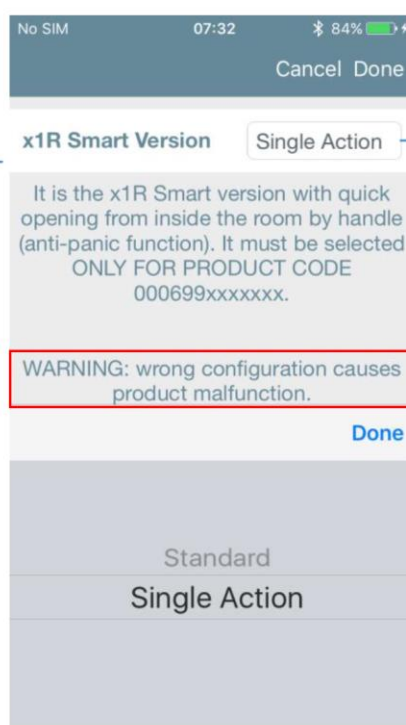 No SIM 07:32 84%
Cancel Done
x1R Smart Version Single Action
It is the x1R Smart version with quick
opening from inside the room by handle
(anti-panic function). It must be selected
ONLY FOR PRODUCT CODE
000699xxxxxxx.
WARNING: wrong configuration causes
product malfunction.
Done
Standard
Single Action